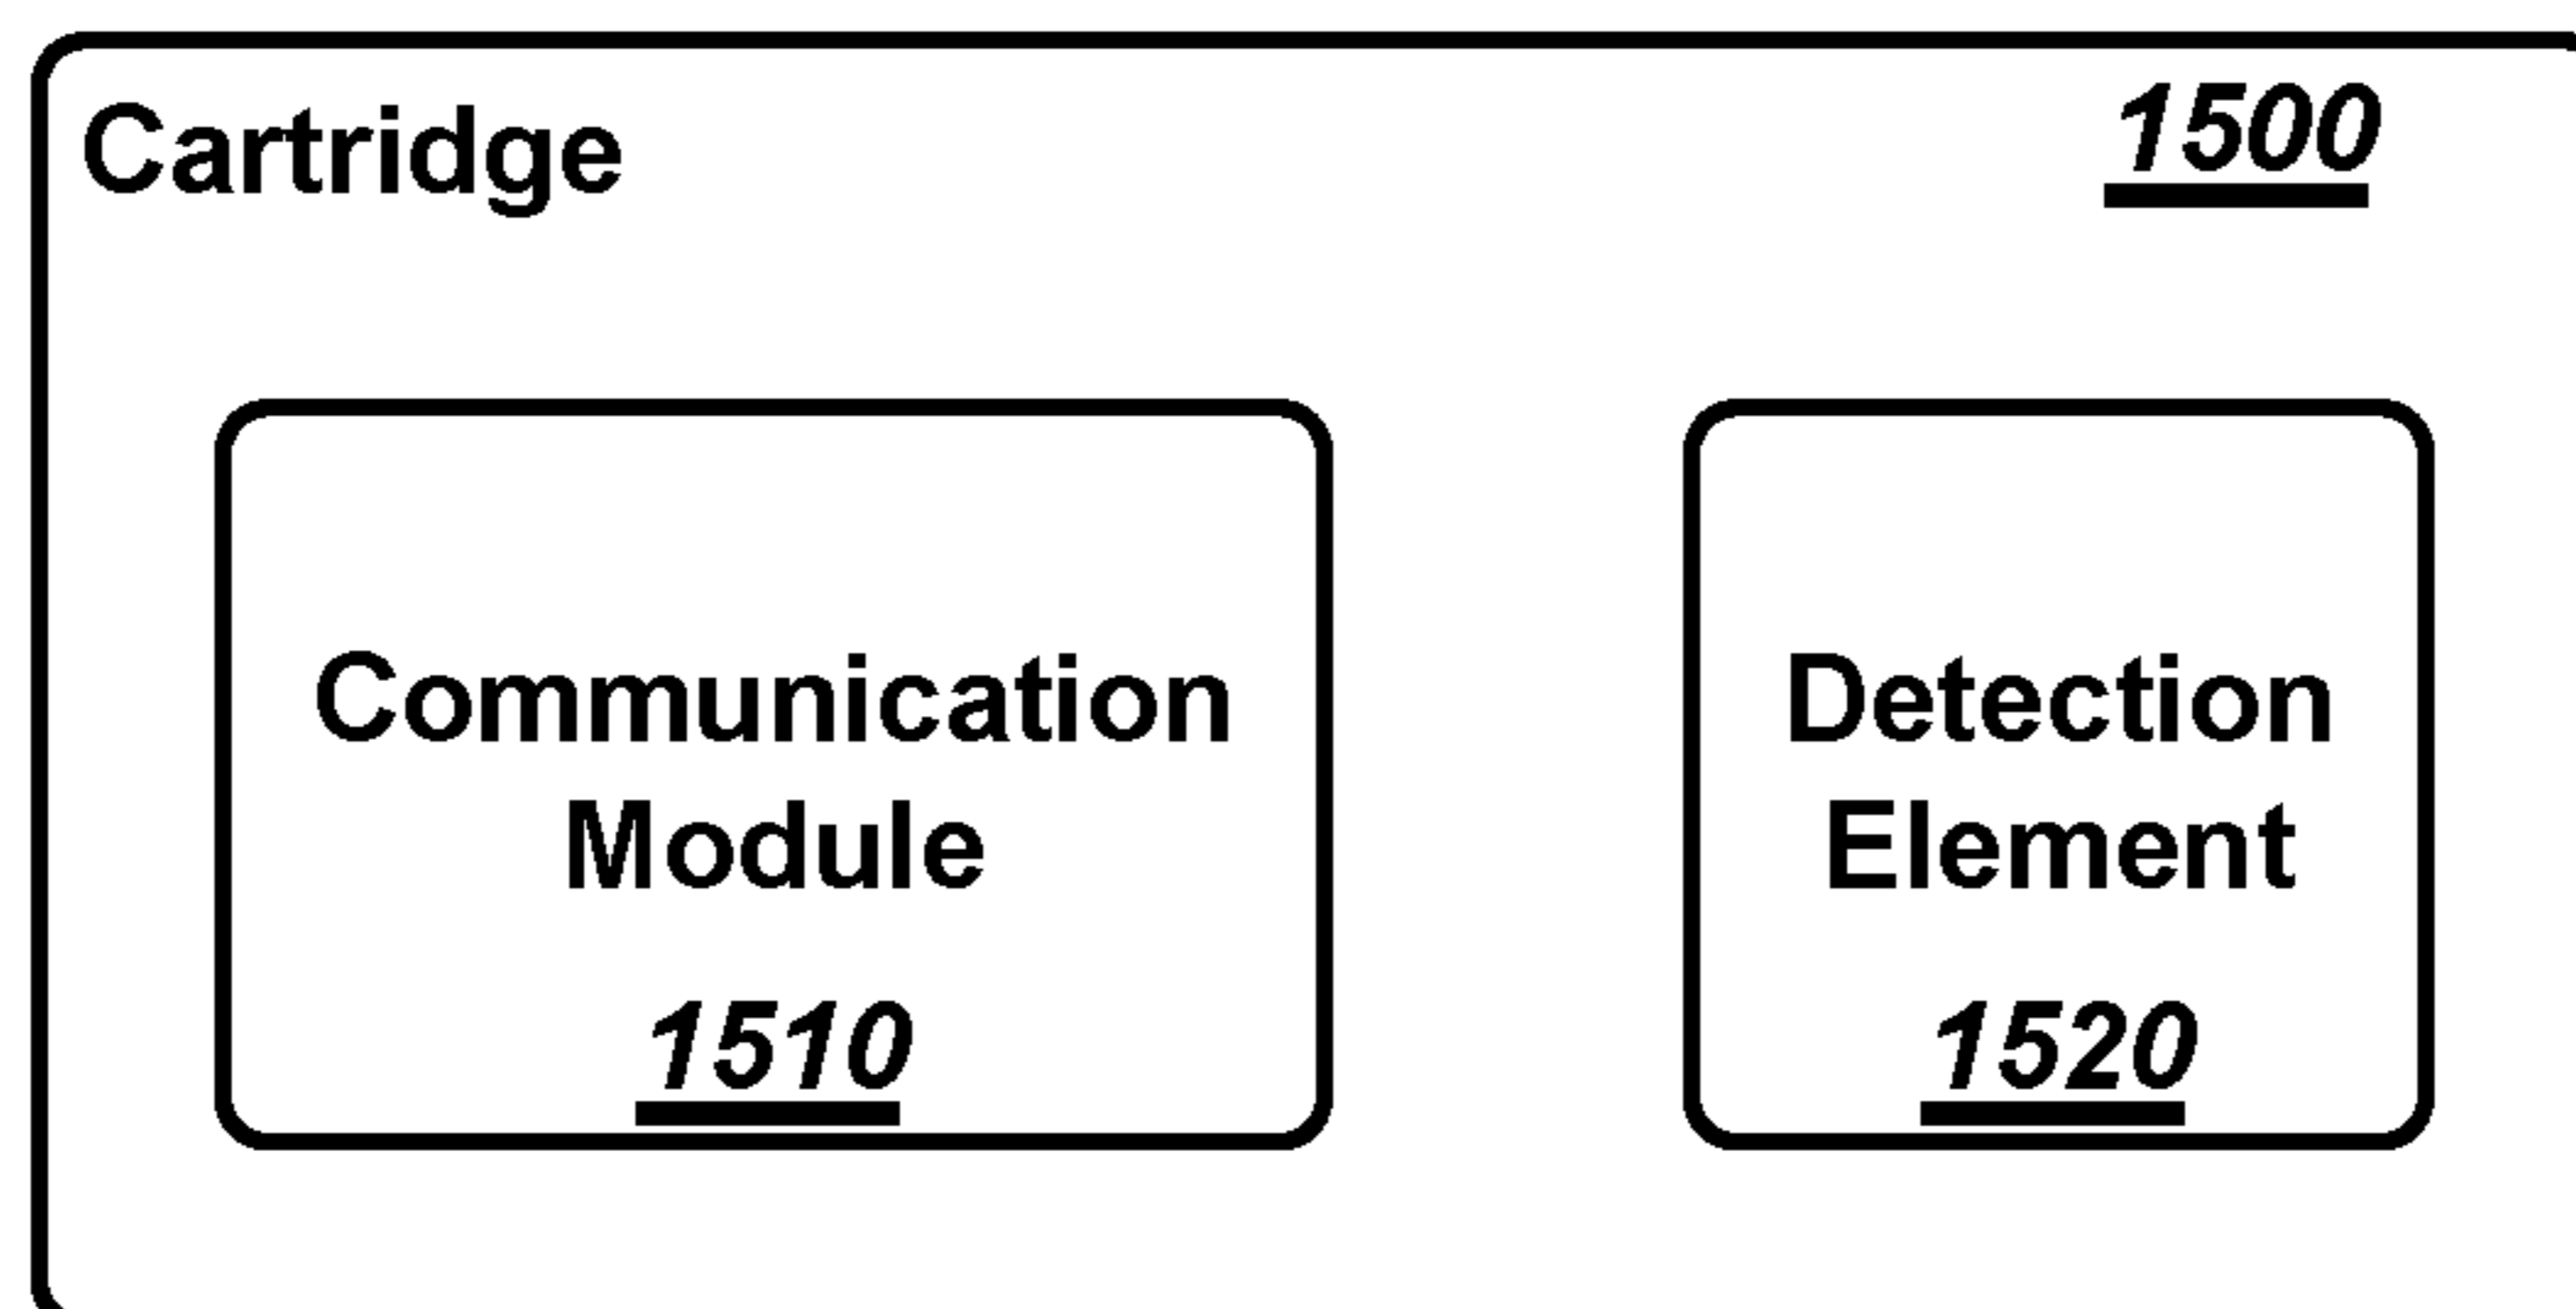 Cartridge 1500
Communication
Module
1510
Detection
Element
1520